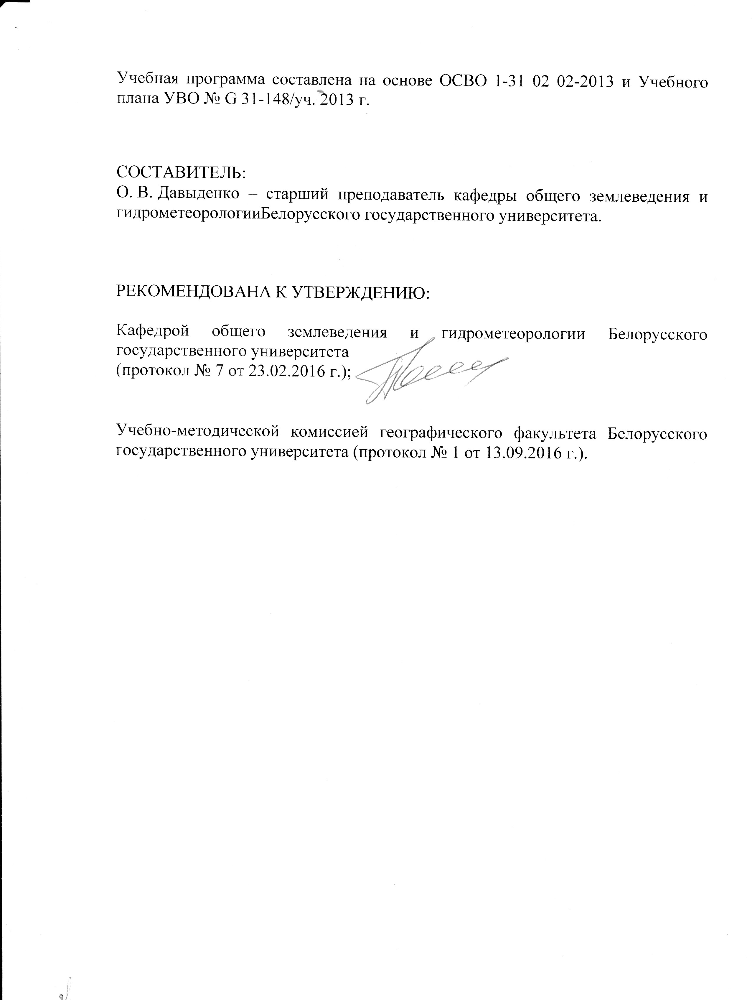 Учебная программа составлена на основе ОСВО 1-31 02 02-2013 и Учебного
плана УВО № G 31-148/уч. 2013 г.
СОСТАВИТЕЛЬ:
О. В. Давыденко – старший преподаватель кафедры общего землеведения и
гидрометеорологииБелорусского государственного университета.
РЕКОМЕНДОВАНА К УТВЕРЖДЕНИЮ:
Кафедрой общего землеведения и гидрометеорологии Белорусского
государственного университета
(протокол № 7 от 23.02.2016 г.);
Учебно-методической комиссией географического факультета Белорусского
государственного университета (протокол № 1 от 13.09.2016 г.).